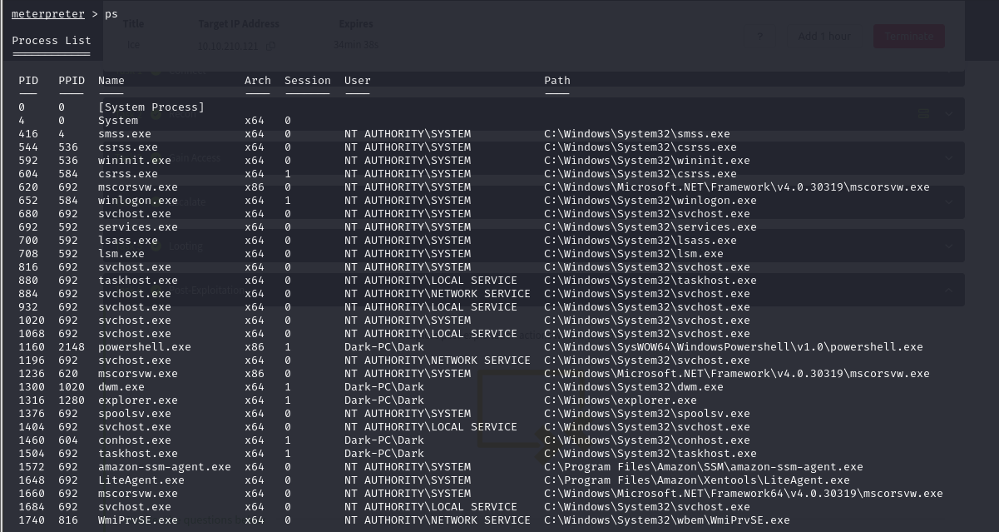 meterpreter > ps
Title Target IP Address Expires
Ice 10.10.210.121 34min 38s ? Add 1 hour Terminate
Process List
PID PPID Name Arch Session User Path
0 0 [System Process]
4 0 System x64 0
416 4 smss.exe x64 0 NT AUTHORITY\SYSTEM C:\Windows\System32\smss.exe
544 536 csrss.exe x64 0 NT AUTHORITY\SYSTEM C:\Windows\System32\csrss.exe
592 536 wininit.exe x64 0 NT AUTHORITY\SYSTEM C:\Windows\System32\wininit.exe
604 584 csrss.exe x64 1 NT AUTHORITY\SYSTEM C:\Windows\System32\csrss.exe
620 692 mscorsvw.exe x86 0 NT AUTHORITY\SYSTEM C:\Windows\Microsoft.NET\Framework\v4.0.30319\mscorsvw.exe
652 584 winlogon.exe x64 1 NT AUTHORITY\SYSTEM C:\Windows\System32\winlogon.exe
680 692 svchost.exe x64 0 NT AUTHORITY\SYSTEM C:\Windows\System32\svchost.exe
692 592 services.exe x64 0 NT AUTHORITY\SYSTEM C:\Windows\System32\services.exe
700 592 lsass.exe x64 0 NT AUTHORITY\SYSTEM C:\Windows\System32\lsass.exe
708 592 lsm.exe x64 0 NT AUTHORITY\SYSTEM C:\Windows\System32\lsm.exe
816 692 svchost.exe x64 0 NT AUTHORITY\SYSTEM C:\Windows\System32\svchost.exe
880 692 taskhost.exe x64 0 NT AUTHORITY\LOCAL SERVICE C:\Windows\System32\taskhost.exe
884 692 svchost.exe x64 0 NT AUTHORITY\NETWORK SERVICE C:\Windows\System32\svchost.exe
932 692 svchost.exe x64 0 NT AUTHORITY\LOCAL SERVICE C:\Windows\System32\svchost.exe
1020 692 svchost.exe x64 0 NT AUTHORITY\SYSTEM C:\Windows\System32\svchost.exe
1068 692 svchost.exe x64 0 NT AUTHORITY\LOCAL SERVICE C:\Windows\System32\svchost.exe
1160 2148 powershell.exe x86 1 Dark-PC\Dark C:\Windows\SysWOW64\WindowsPowershell\v1.0\powershell.exe
1196 692 svchost.exe x64 0 NT AUTHORITY\NETWORK SERVICE C:\Windows\System32\svchost.exe
1236 620 mscorsvw.exe x86 0 NT AUTHORITY\SYSTEM C:\Windows\Microsoft.NET\Framework\v4.0.30319\mscorsvw.exe
1300 1020 dwm.exe x64 1 Dark-PC\Dark C:\Windows\System32\dwm.exe
1316 1280 explorer.exe x64 1 Dark-PC\Dark C:\Windows\explorer.exe
1376 692 spoolsv.exe x64 0 NT AUTHORITY\SYSTEM C:\Windows\System32\spoolsv.exe
1404 692 svchost.exe x64 0 NT AUTHORITY\LOCAL SERVICE C:\Windows\System32\svchost.exe
1460 604 conhost.exe x64 1 Dark-PC\Dark C:\Windows\System32\conhost.exe
1504 692 taskhost.exe x64 1 Dark-PC\Dark C:\Windows\System32\taskhost.exe
1572 692 amazon-ssm-agent.exe x64 0 NT AUTHORITY\SYSTEM C:\Program Files\Amazon\SSM\amazon-ssm-agent.exe
1648 692 LiteAgent.exe x64 0 NT AUTHORITY\SYSTEM C:\Program Files\Amazon\Xentools\LiteAgent.exe
1660 692 mscorsvw.exe x64 0 NT AUTHORITY\SYSTEM C:\Windows\Microsoft.NET\Framework64\v4.0.30319\mscorsvw.exe
1684 692 svchost.exe x64 0 NT AUTHORITY\LOCAL SERVICE C:\Windows\System32\svchost.exe
1740 816 WmiPrvSE.exe x64 0 NT AUTHORITY\NETWORK SERVICE C:\Windows\System32\wbem\WmiPrvSE.exe